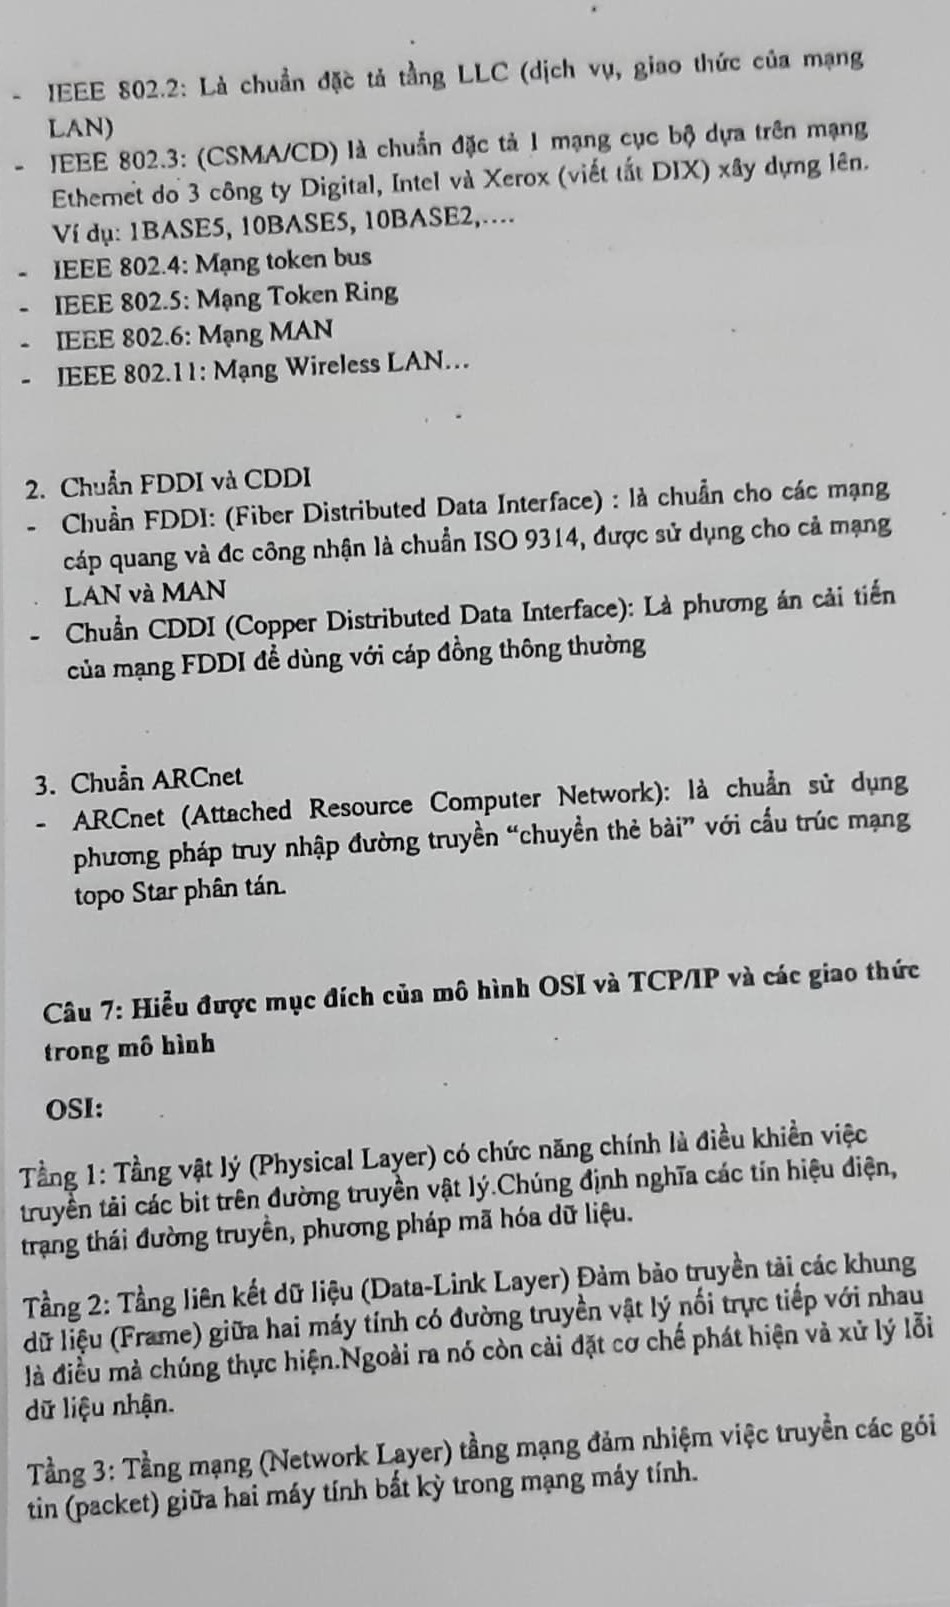 - IEEE 802.2: Là chuẩn đặc tả tầng LLC (dịch vụ, giao thức của mạng
LAN)
- IEEE 802.3: (CSMA/CD) là chuẩn đặc tả 1 mạng cục bộ dựa trên mạng
Ethernet do 3 công ty Digital, Intel và Xerox (viết tắt DIX) xây dựng lên.
Ví dụ: 1BASE5, 10BASE5, 10BASE2,….
- IEEE 802.4: Mạng token bus
- IEEE 802.5: Mạng Token Ring
- IEEE 802.6: Mạng MAN
- IEEE 802.11: Mạng Wireless LAN…
2. Chuẩn FDDI và CDDI
- Chuẩn FDDI: (Fiber Distributed Data Interface) : là chuẩn cho các mạng
cáp quang và đc công nhận là chuẩn ISO 9314, được sử dụng cho cả mạng
LAN và MAN
- Chuẩn CDDI (Copper Distributed Data Interface): Là phương án cải tiến
của mạng FDDI để dùng với cáp đồng thông thường
3. Chuẩn ARCnet
- ARCnet (Attached Resource Computer Network): là chuẩn sử dụng
phương pháp truy nhập đường truyền “chuyền thẻ bài” với cấu trúc mạng
topo Star phân tán.
Câu 7: Hiểu được mục đích của mô hình OSI và TCP/IP và các giao thức
trong mô hình
OSI:
Tầng 1: Tầng vật lý (Physical Layer) có chức năng chính là điều khiển việc
truyền tải các bit trên đường truyền vật lý.Chúng định nghĩa các tín hiệu điện,
trạng thái đường truyền, phương pháp mã hóa dữ liệu.
Tầng 2: Tầng liên kết dữ liệu (Data-Link Layer) Đảm bảo truyền tải các khung
dữ liệu (Frame) giữa hai máy tính có đường truyền vật lý nối trực tiếp với nhau
là điều mà chúng thực hiện.Ngoài ra nó còn cài đặt cơ chế phát hiện và xử lý lỗi
dữ liệu nhận.
Tầng 3: Tầng mạng (Network Layer) tầng mạng đảm nhiệm việc truyền các gói
tin (packet) giữa hai máy tính bất kỳ trong mạng máy tính.